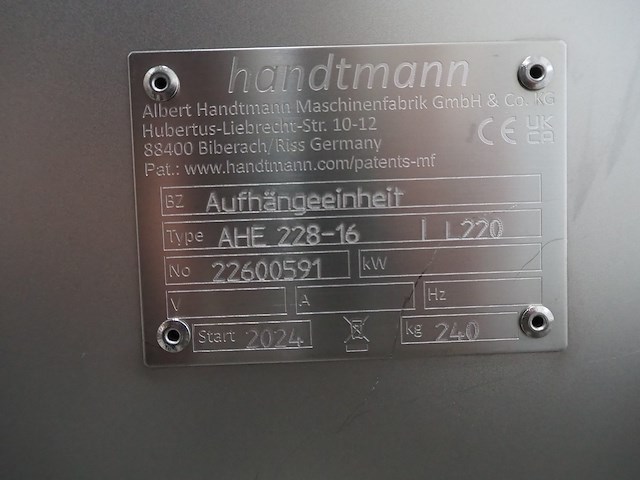 handtmann
Albert Handtmann Maschinenfabrik GmbH & Co. KG
Hubertus-Liebrecht-Str. 10-12
88400 Biberach/Riss Germany
Pat.: www.handtmann.com/patents-mf
CE UK CA
BZ Aufhängeeinheit
Type AHE 228-16 L220
No 22600591 kW
V A Hz
Start 2024 kg 240